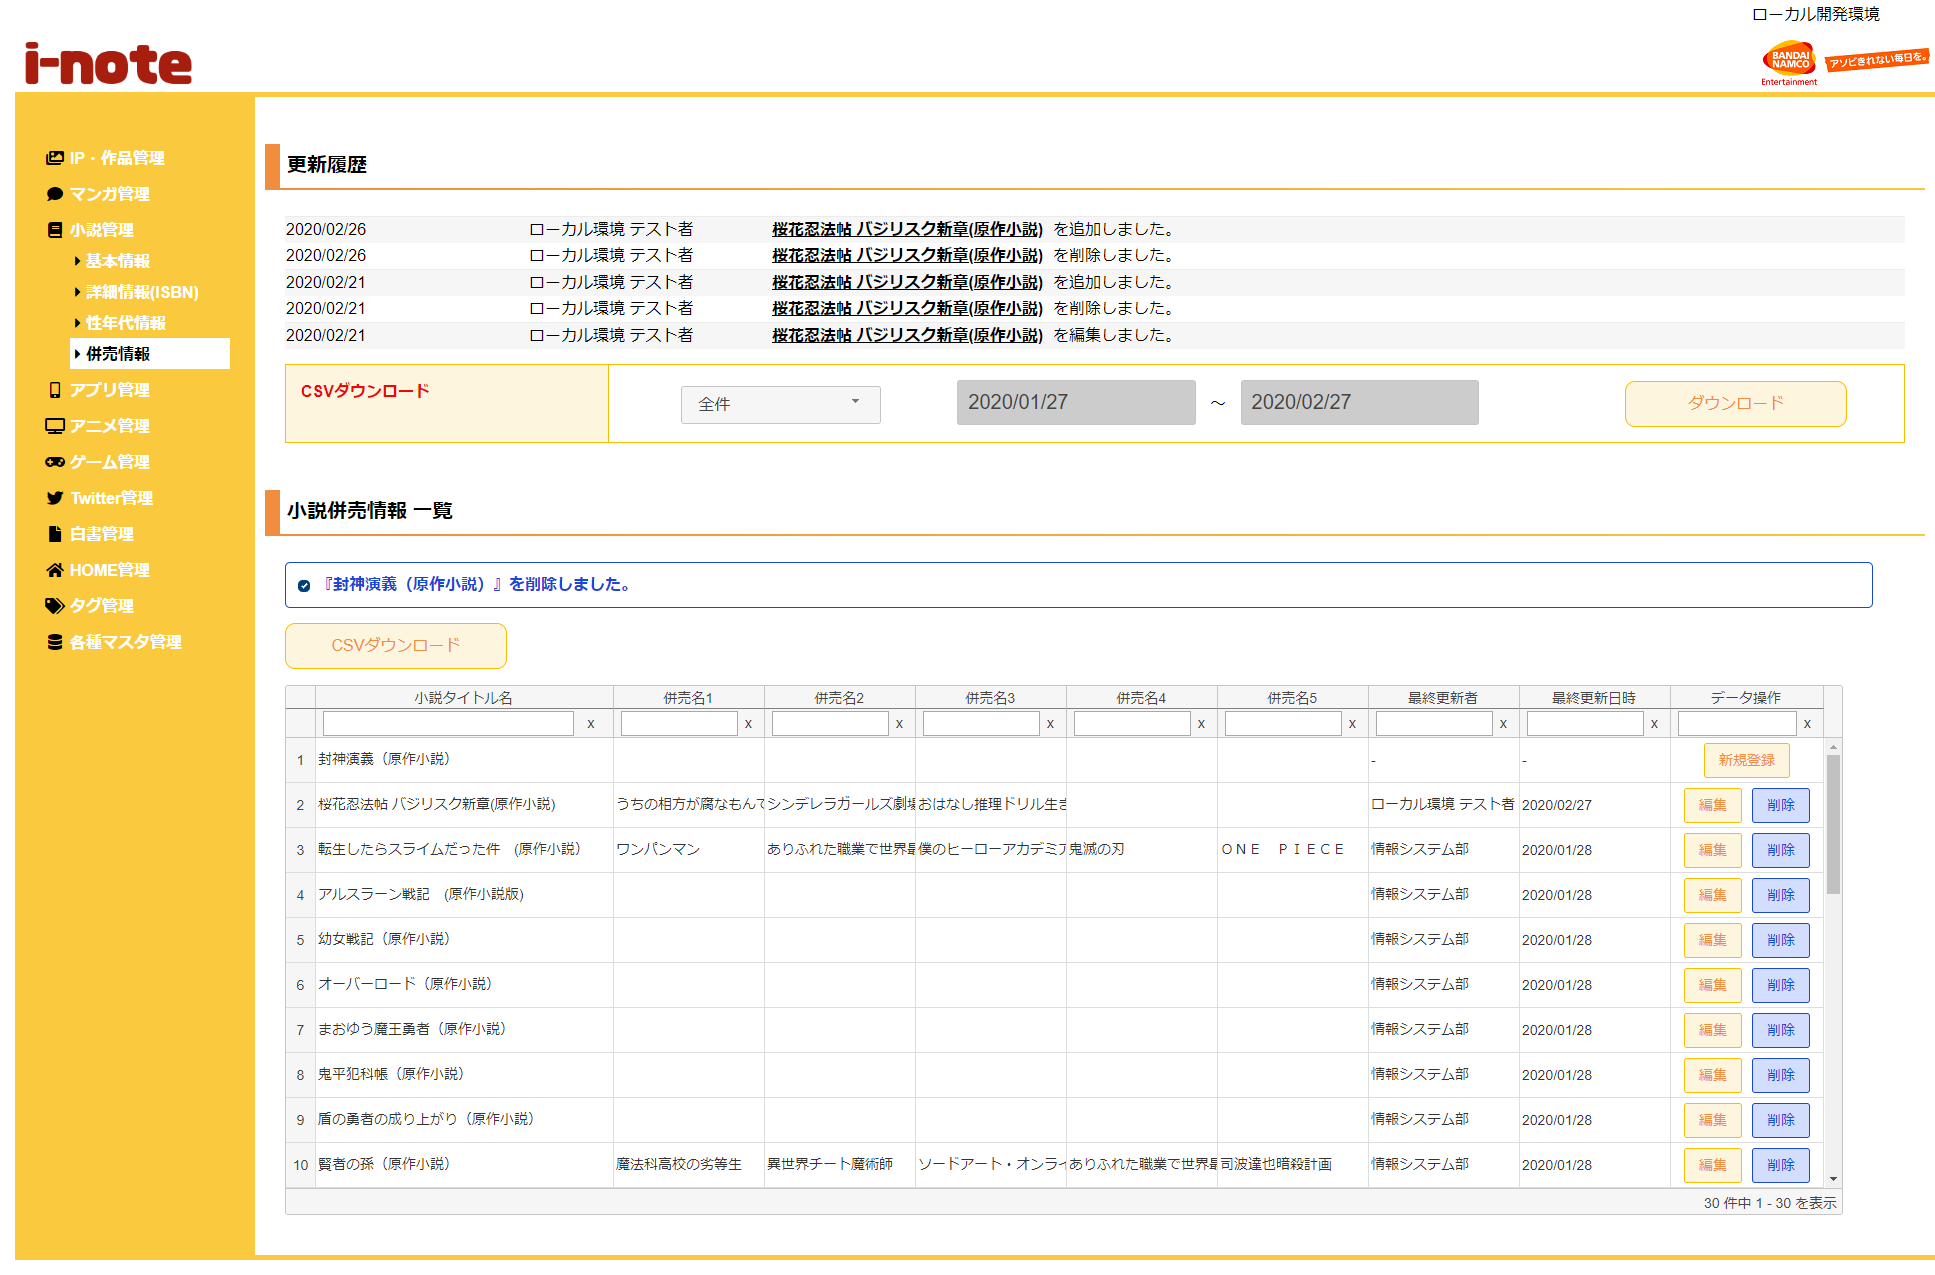 ローカル開発環境
i-note
BANDAI NAMCO Entertainment アソビきれない毎日を。
IP・作品管理
マンガ管理
小説管理
基本情報
詳細情報(ISBN)
性年代情報
併売情報
アプリ管理
アニメ管理
ゲーム管理
Twitter管理
白書管理
HOME管理
タグ管理
各種マスタ管理
更新履歴
2020/02/26 ローカル環境 テスト者 桜花忍法帖 バジリスク新章(原作小説) を追加しました。
2020/02/26 ローカル環境 テスト者 桜花忍法帖 バジリスク新章(原作小説) を削除しました。
2020/02/21 ローカル環境 テスト者 桜花忍法帖 バジリスク新章(原作小説) を追加しました。
2020/02/21 ローカル環境 テスト者 桜花忍法帖 バジリスク新章(原作小説) を削除しました。
2020/02/21 ローカル環境 テスト者 桜花忍法帖 バジリスク新章(原作小説) を編集しました。
CSVダウンロード 全件 2020/01/27 ～ 2020/02/27 ダウンロード
小説併売情報 一覧
『封神演義（原作小説）』を削除しました。
CSVダウンロード
小説タイトル名 併売名1 併売名2 併売名3 併売名4 併売名5 最終更新者 最終更新日時 データ操作
x x x x x x x x x
1 封神演義（原作小説） - - 新規登録
2 桜花忍法帖 バジリスク新章(原作小説) うちの相方が腐なもんで シンデレラガールズ劇場 おはなし推理ドリル生き ローカル環境 テスト者 2020/02/27 編集 削除
3 転生したらスライムだった件　(原作小説） ワンパンマン ありふれた職業で世界最 僕のヒーローアカデミア 鬼滅の刃 ＯＮＥ　ＰＩＥＣＥ 情報システム部 2020/01/28 編集 削除
4 アルスラーン戦記　(原作小説版) 情報システム部 2020/01/28 編集 削除
5 幼女戦記（原作小説） 情報システム部 2020/01/28 編集 削除
6 オーバーロード（原作小説） 情報システム部 2020/01/28 編集 削除
7 まおゆう魔王勇者（原作小説） 情報システム部 2020/01/28 編集 削除
8 鬼平犯科帳（原作小説） 情報システム部 2020/01/28 編集 削除
9 盾の勇者の成り上がり（原作小説） 情報システム部 2020/01/28 編集 削除
10 賢者の孫（原作小説） 魔法科高校の劣等生 異世界チート魔術師 ソードアート・オンライ ありふれた職業で世界最 司波達也暗殺計画 情報システム部 2020/01/28 編集 削除
30 件中 1 - 30 を表示